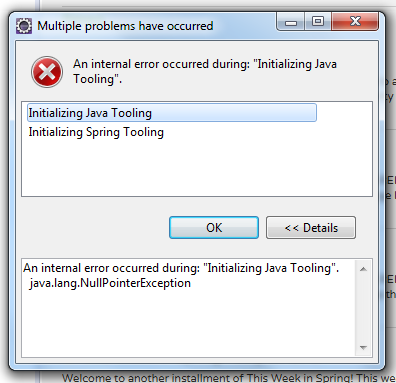 Multiple problems have occurred
An internal error occurred during: "Initializing Java
Tooling".
Initializing Java Tooling
Initializing Spring Tooling
OK
<< Details
An internal error occurred during: "Initializing Java Tooling".
java.lang.NullPointerException
Welcome to another installment of This Week in Spring! This we